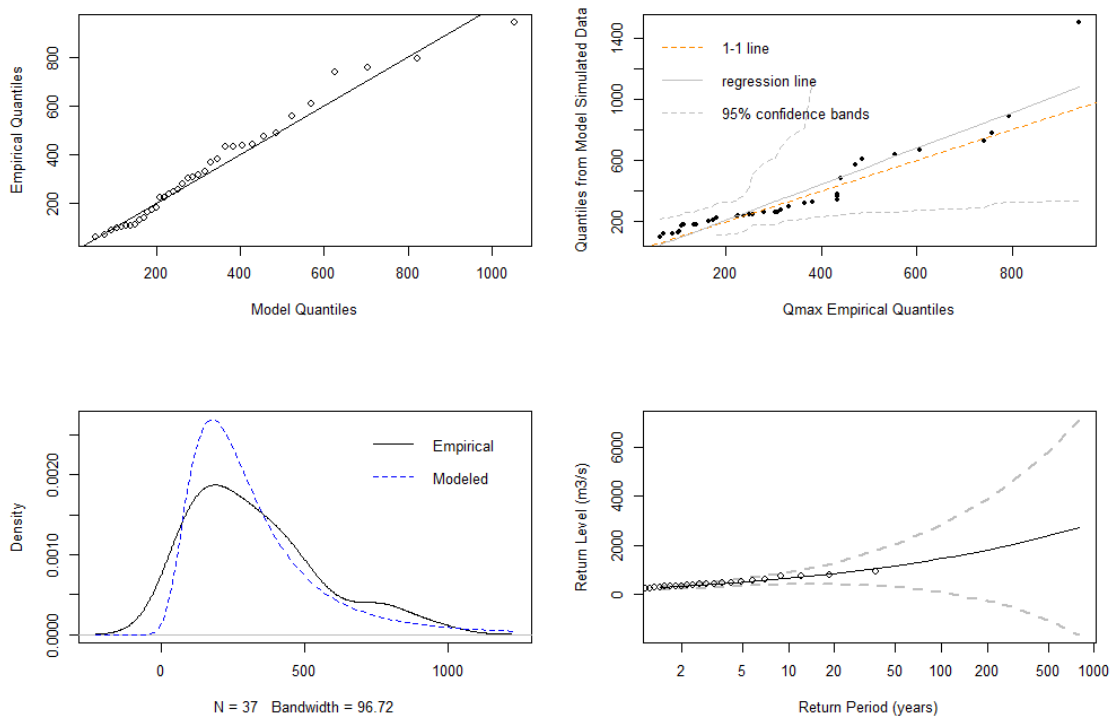 Empirical Quantiles
800
600
400
200
200 400 600 800 1000
Model Quantiles
Quantiles from Model Simulated Data
1400
1000
600
200
1-1 line
regression line
95% confidence bands
200 400 600 800
Qmax Empirical Quantiles
Density
0.0020
0.0010
0.0000
Empirical
Modeled
0 500 1000
N = 37 Bandwidth = 96.72
Return Level (m3/s)
6000
4000
2000
0
2 5 10 20 50 100 200 500 1000
Return Period (years)